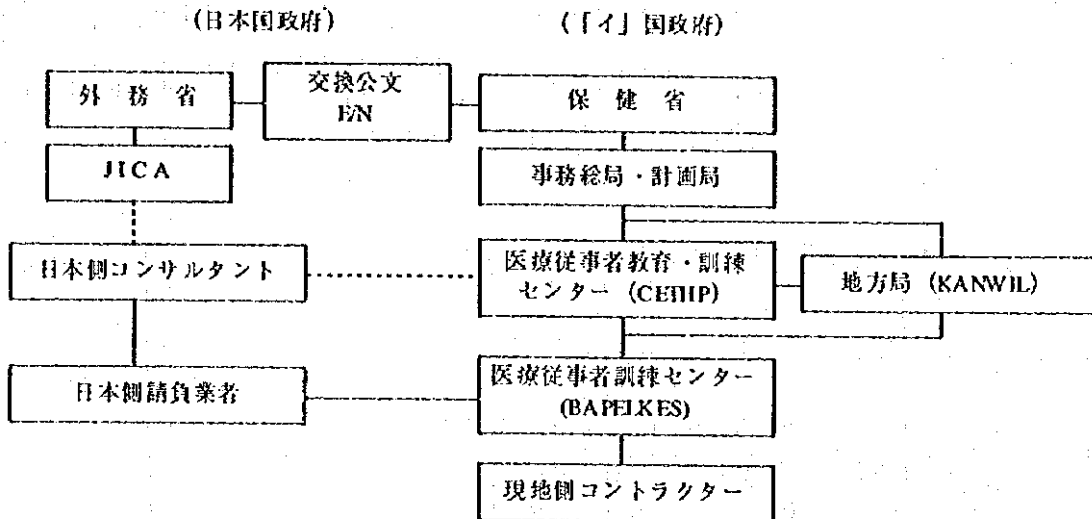 (日本国政府)
(「イ」国政府)
外務省
交換公文
E/N
保健省
JICA
事務総局・計画局
日本側コンサルタント
医療従事者教育・訓練
センター (CETHP)
地方局 (KANWIL)
日本側請負業者
医療従事者訓練センター
(BAPELKES)
現地側コントラクター